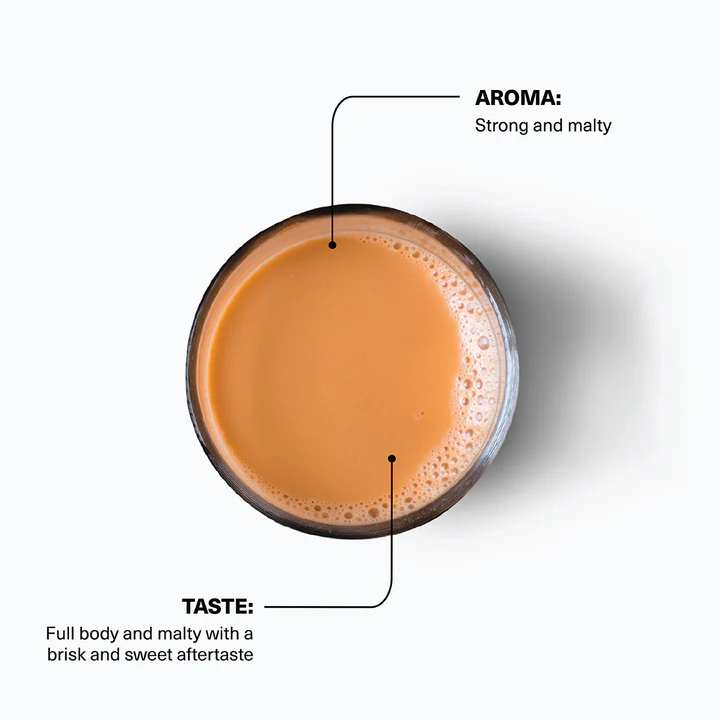 AROMA:
Strong and malty
TASTE:
Full body and malty with a
brisk and sweet aftertaste